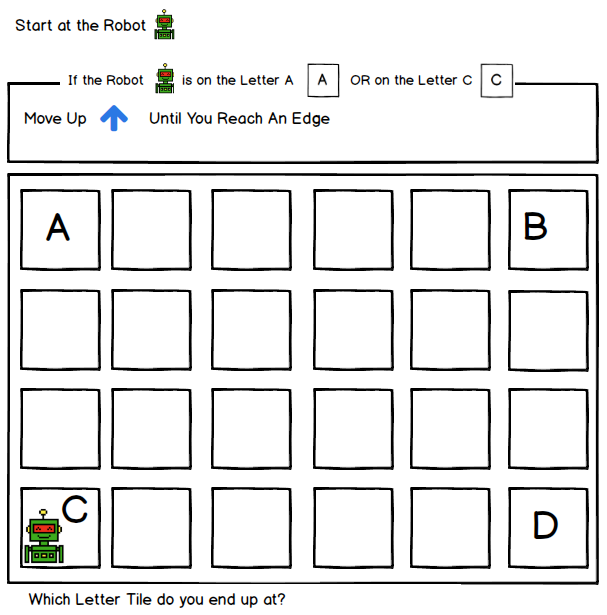 Start at the Robot
If the Robot is on the Letter A A OR on the Letter C C
Move Up Until You Reach An Edge
A B
C D
Which Letter Tile do you end up at?